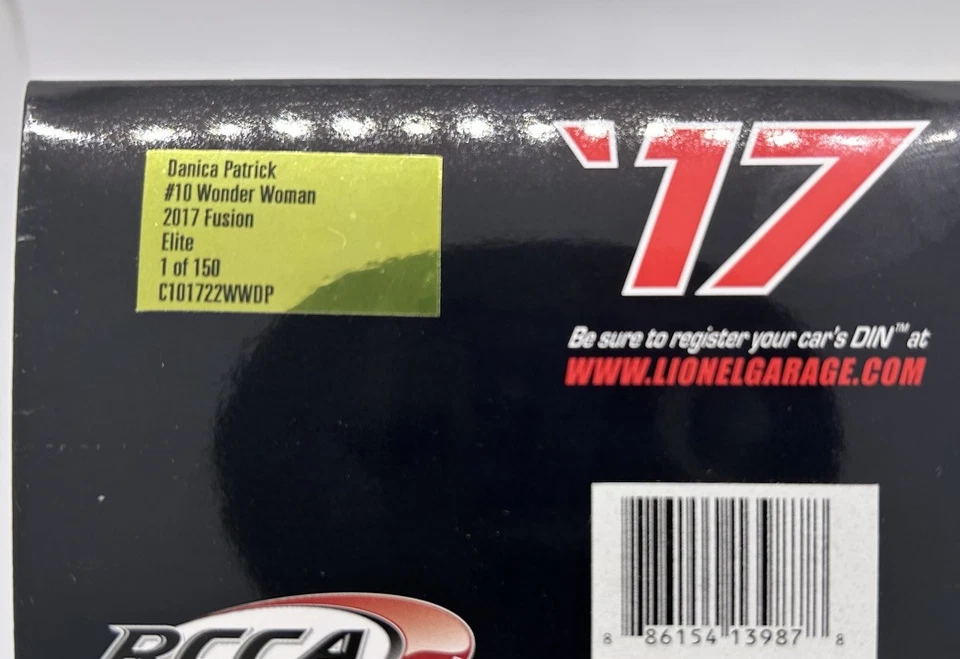 Danica Patrick
#10 Wonder Woman
2017 Fusion
Elite
1 of 150
C101722WWDP
'17
Be sure to register your car's DIN™ at
WWW.LIONELGARAGE.COM
RCCA
8 86154 13987 8